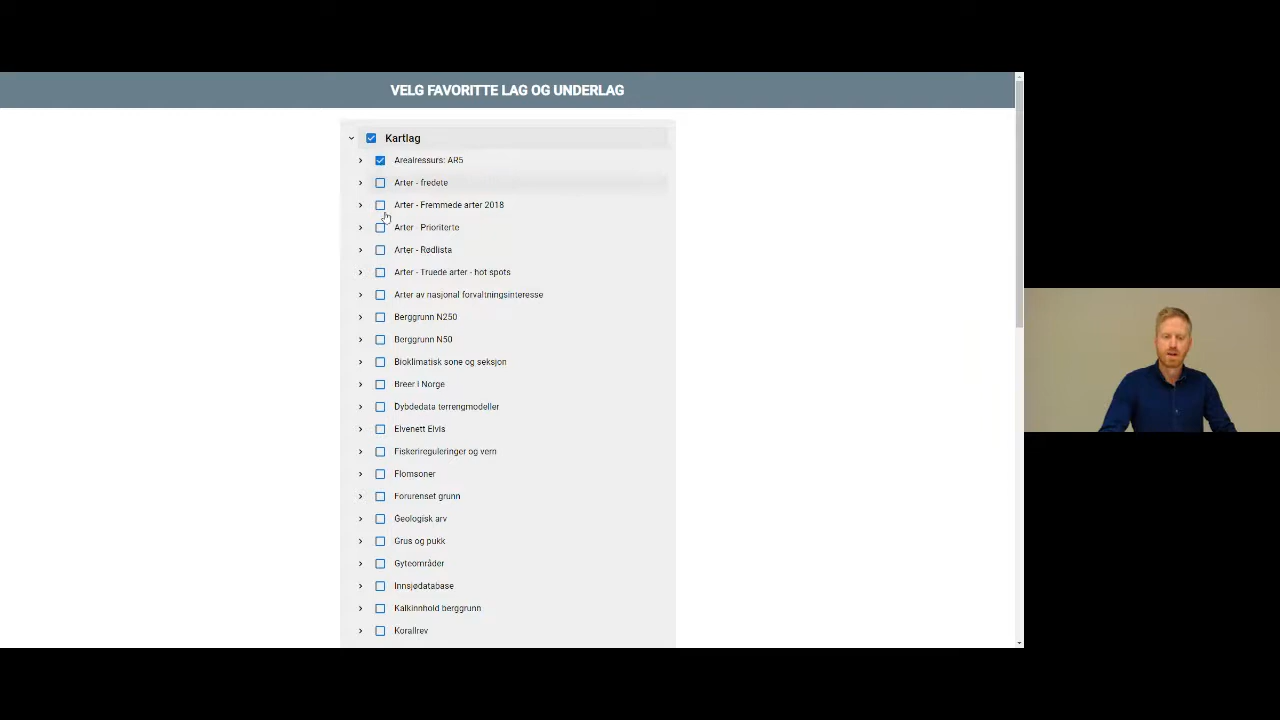 VELG FAVORITTE LAG OG UNDERLAG
Kartlag
Arealressurs: AR5
Arter - fredete
Arter - Fremmede arter 2018
Arter - Prioriterte
Arter - Rødlista
Arter - Truede arter - hot spots
Arter av nasjonal forvaltningsinteresse
Berggrunn N250
Berggrunn N50
Bioklimatisk sone og seksjon
Breer i Norge
Dybdedata terrengmodeller
Elvenett Elvis
Fiskerireguleringer og vern
Flomsoner
Forurenset grunn
Geologisk arv
Grus og pukk
Gyteområder
Innsjødatabase
Kalkinnhold berggrunn
Korallrev